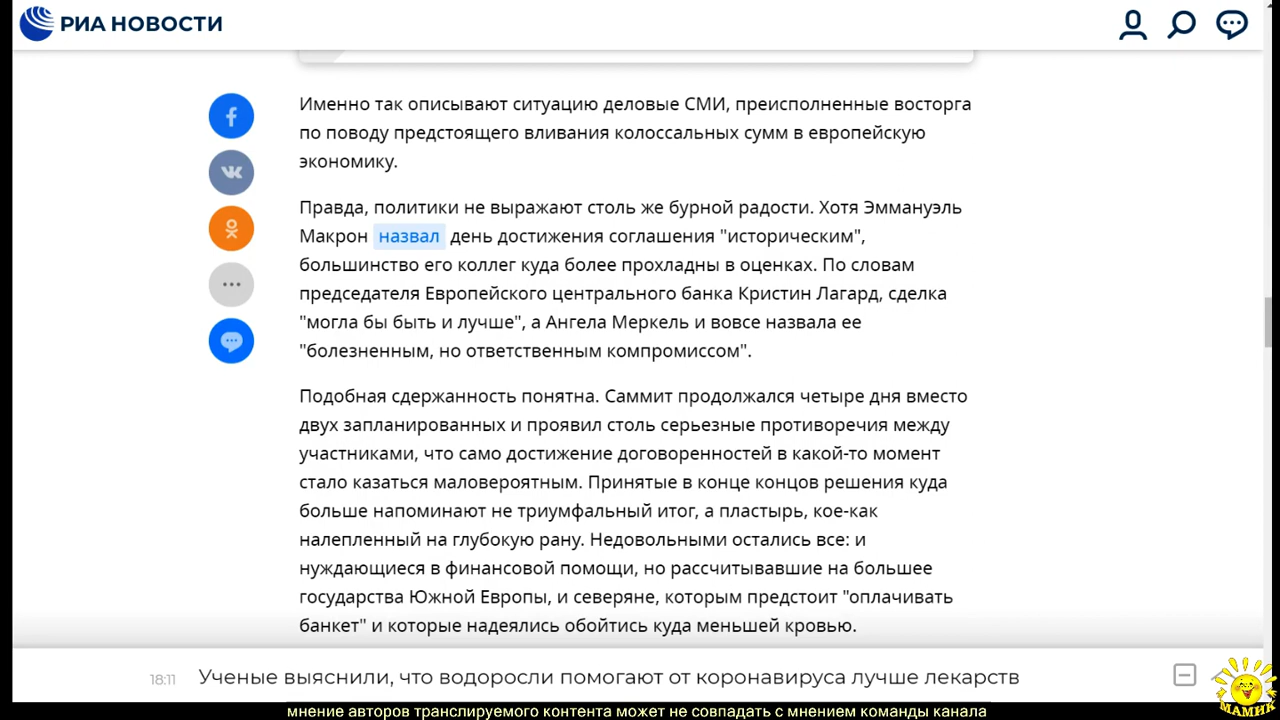 РИА НОВОСТИ
Именно так описывают ситуацию деловые СМИ, преисполненные восторга
по поводу предстоящего вливания колоссальных сумм в европейскую
экономику.
Правда, политики не выражают столь же бурной радости. Хотя Эммануэль
Макрон назвал день достижения соглашения "историческим",
большинство его коллег куда более прохладны в оценках. По словам
председателя Европейского центрального банка Кристин Лагард, сделка
"могла бы быть и лучше", а Ангела Меркель и вовсе назвала ее
"болезненным, но ответственным компромиссом".
Подобная сдержанность понятна. Саммит продолжался четыре дня вместо
двух запланированных и проявил столь серьезные противоречия между
участниками, что само достижение договоренностей в какой-то момент
стало казаться маловероятным. Принятые в конце концов решения куда
больше напоминают не триумфальный итог, а пластырь, кое-как
налепленный на глубокую рану. Недовольными остались все: и
нуждающиеся в финансовой помощи, но рассчитывавшие на большее
государства Южной Европы, и северяне, которым предстоит "оплачивать
банкет" и которые надеялись обойтись куда меньшей кровью.
18:11 Ученые выяснили, что водоросли помогают от коронавируса лучше лекарств
МАМИК
мнение авторов транслируемого контента может не совпадать с мнением команды канала